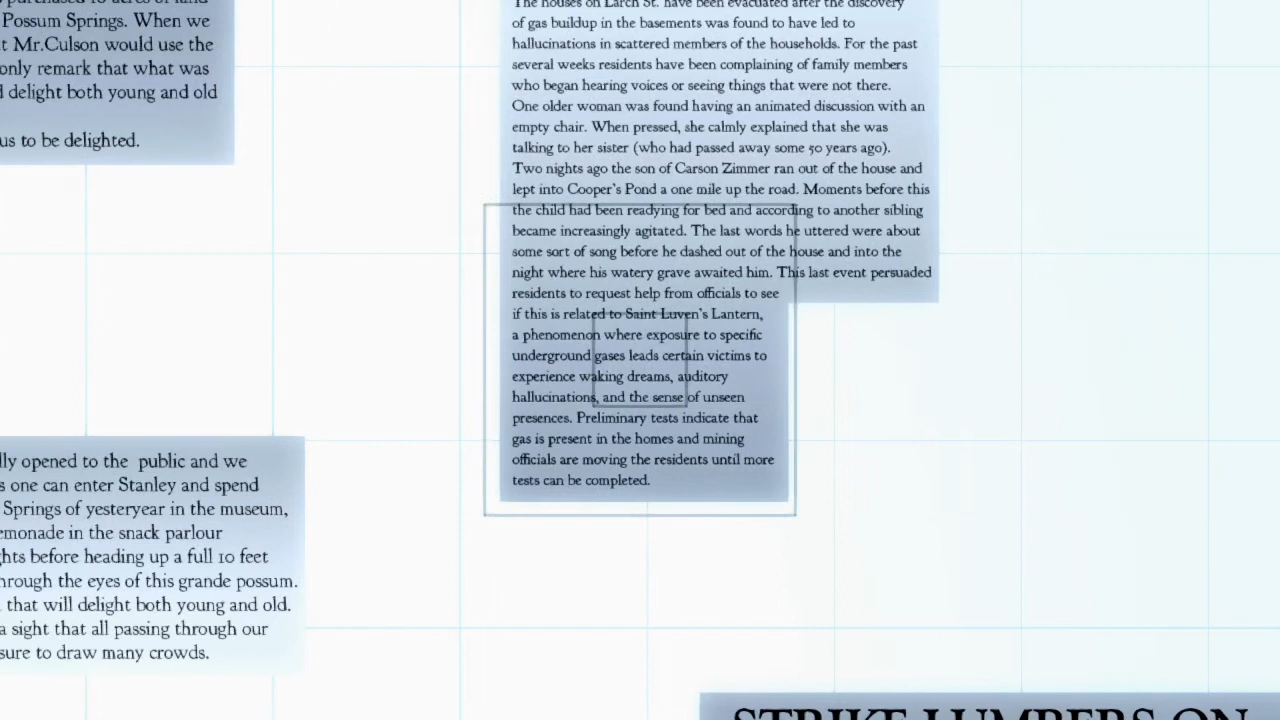 purchased 10 acres of land
Possum Springs. When we
t Mr.Culson would use the
only remark that what was
d delight both young and old
us to be delighted.
The houses on Larch St. have been evacuated after the discovery
of gas buildup in the basements was found to have led to
hallucinations in scattered members of the households. For the past
several weeks residents have been complaining of family members
who began hearing voices or seeing things that were not there.
One older woman was found having an animated discussion with an
empty chair. When pressed, she calmly explained that she was
talking to her sister (who had passed away some 50 years ago).
Two nights ago the son of Carson Zimmer ran out of the house and
lept into Cooper's Pond a one mile up the road. Moments before this
the child had been readying for bed and according to another sibling
became increasingly agitated. The last words he uttered were about
some sort of song before he dashed out of the house and into the
night where his watery grave awaited him. This last event persuaded
residents to request help from officials to see
if this is related to Saint Luven's Lantern,
a phenomenon where exposure to specific
underground gases leads certain victims to
experience waking dreams, auditory
hallucinations, and the sense of unseen
presences. Preliminary tests indicate that
gas is present in the homes and mining
officials are moving the residents until more
tests can be completed.
lly opened to the public and we
s one can enter Stanley and spend
Springs of yesteryear in the museum,
emonade in the snack parlour
ghts before heading up a full 10 feet
hrough the eyes of this grande possum.
that will delight both young and old.
a sight that all passing through our
sure to draw many crowds.
STRIKE LUMBERS ON